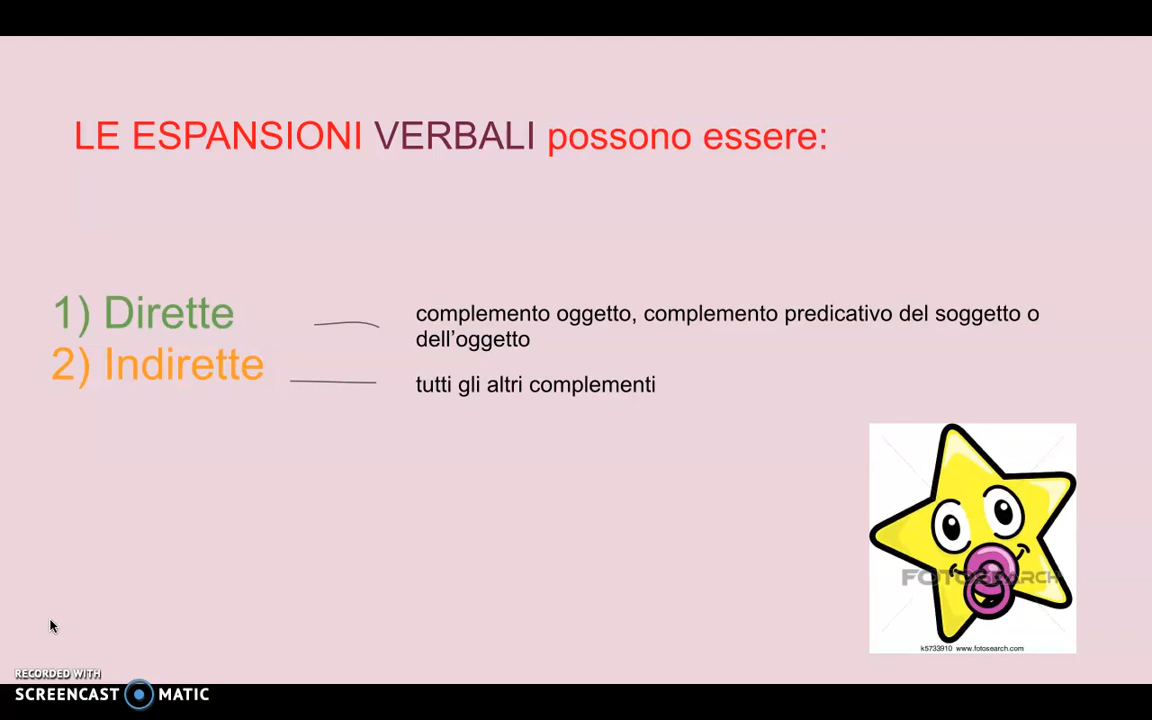 LE ESPANSIONI VERBALI possono essere:
1) Dirette
complemento oggetto, complemento predicativo del soggetto o
dell’oggetto
2) Indirette
tutti gli altri complementi
FOTOSEARCH
k5733910 www.fotosearch.com
RECORDED WITH
SCREENCAST MATIC